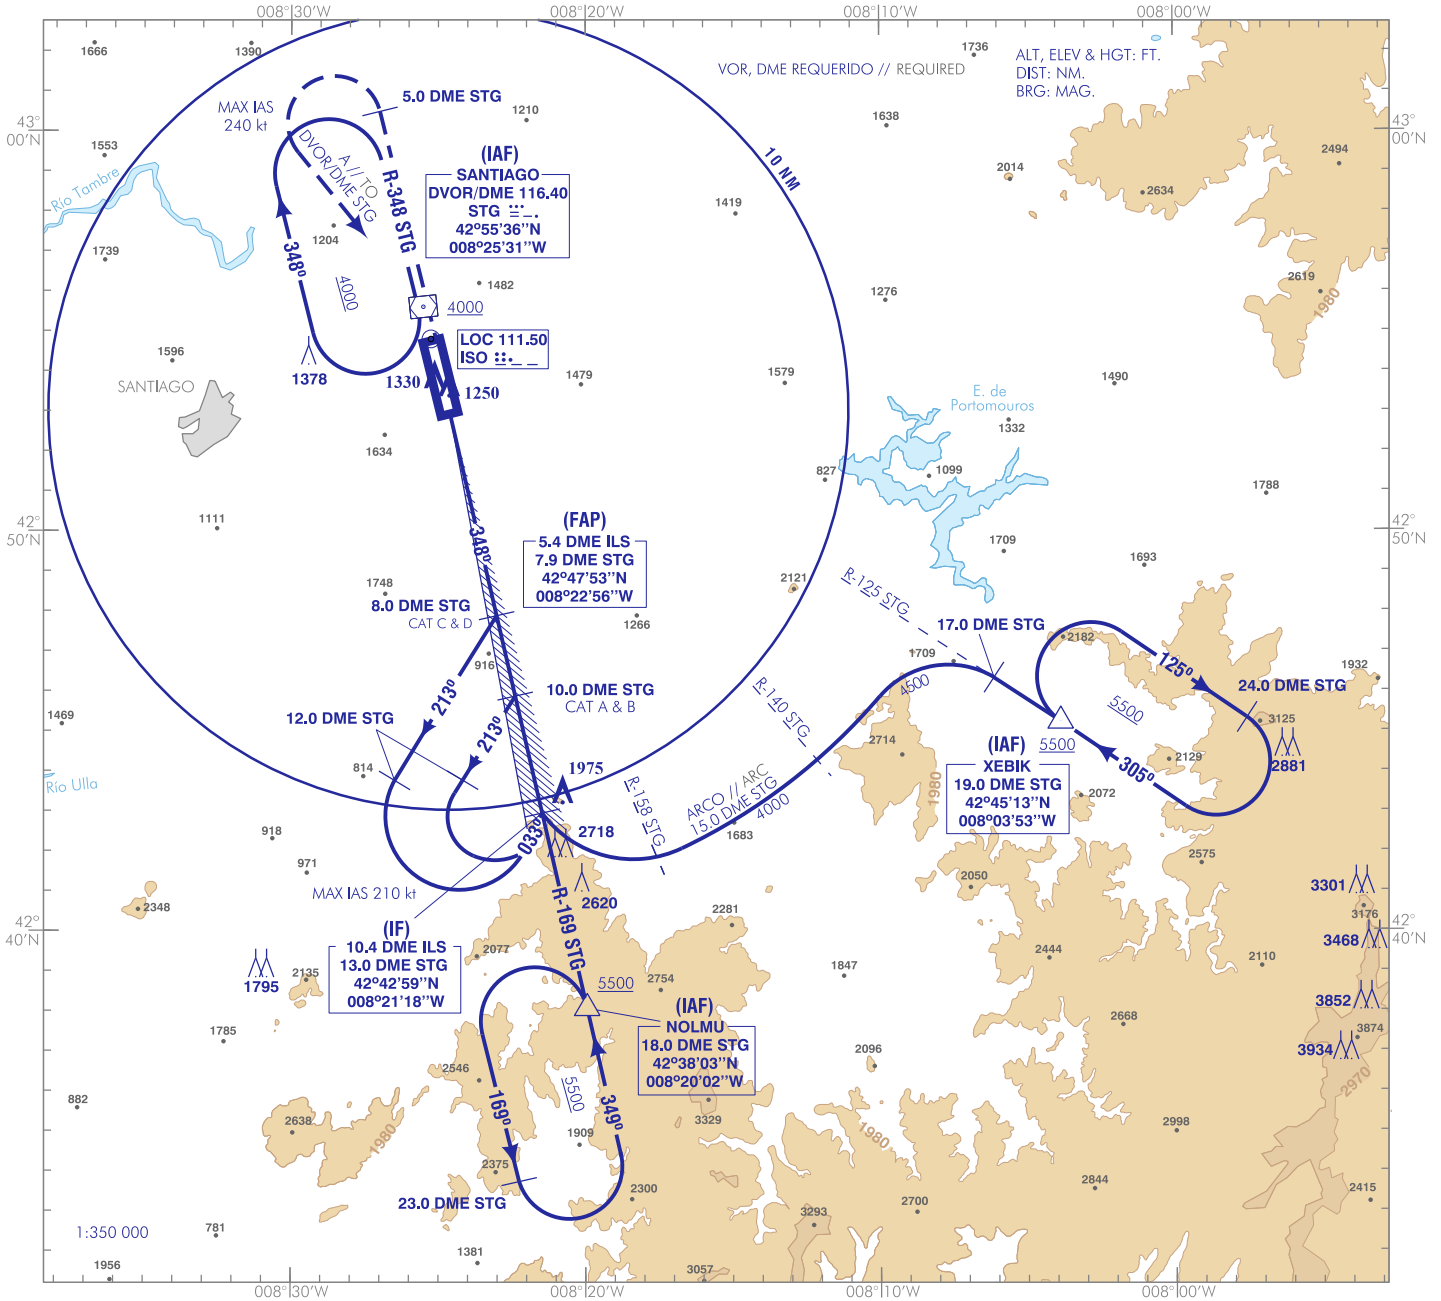 008°30'W
008°20'W
008°10'W
008°00'W
1666
1390
1736
VOR, DME REQUERIDO // REQUIRED
ALT, ELEV & HGT: FT.
DIST: NM.
BRG: MAG.
MAX IAS
240 kt
5.0 DME STG
1210
1638
43°
00'N
43°
00'N
1553
2494
2014
2634
10 NM
Río Tambre
A // TO
DVOR/DME STG
R-348 STG
(IAF)
SANTIAGO
DVOR/DME 116.40
STG
42°55'36"N
008°25'31"W
1419
1204
1739
348°
4000
1482
4000
1276
2619
1980
LOC 111.50
ISO
1596
SANTIAGO
1378
1330
1250
1479
1579
1490
E. de
Portomouros
1332
1634
827
1099
1788
1111
42°
50'N
42°
50'N
(FAP)
5.4 DME ILS
7.9 DME STG
42°47'53"N
008°22'56"W
348°
1709
1693
1748
2121
R-125 STG
8.0 DME STG
CAT C & D
1266
17.0 DME STG
2182
916
1709
1932
125°
24.0 DME STG
10.0 DME STG
CAT A & B
213°
213°
12.0 DME STG
1469
R-140 STG
4500
5500
3125
2714
(IAF)
5500
XEBIK
19.0 DME STG
42°45'13"N
008°03'53"W
305°
2129
2881
1980
2072
814
Río Ulla
1975
R-158 STG
ARCO // ARC
15.0 DME STG
4000
1683
918
033°
2718
2575
971
MAX IAS 210 kt
2620
2050
3301
3176
2348
R-169 STG
2281
42°
40'N
42°
40'N
(IF)
10.4 DME ILS
13.0 DME STG
42°42'59"N
008°21'18"W
2077
2444
2110
3468
2135
1795
2754
1847
5500
(IAF)
NOLMU
18.0 DME STG
42°38'03"N
008°20'02"W
3852
2668
1785
3874
3934
2096
2546
5500
2970
882
169°
349°
3329
2638
1980
1909
1980
2998
2375
2844
23.0 DME STG
2300
2700
2415
1:350 000
781
3293
1381
1956
3057
008°30'W
008°20'W
008°10'W
008°00'W